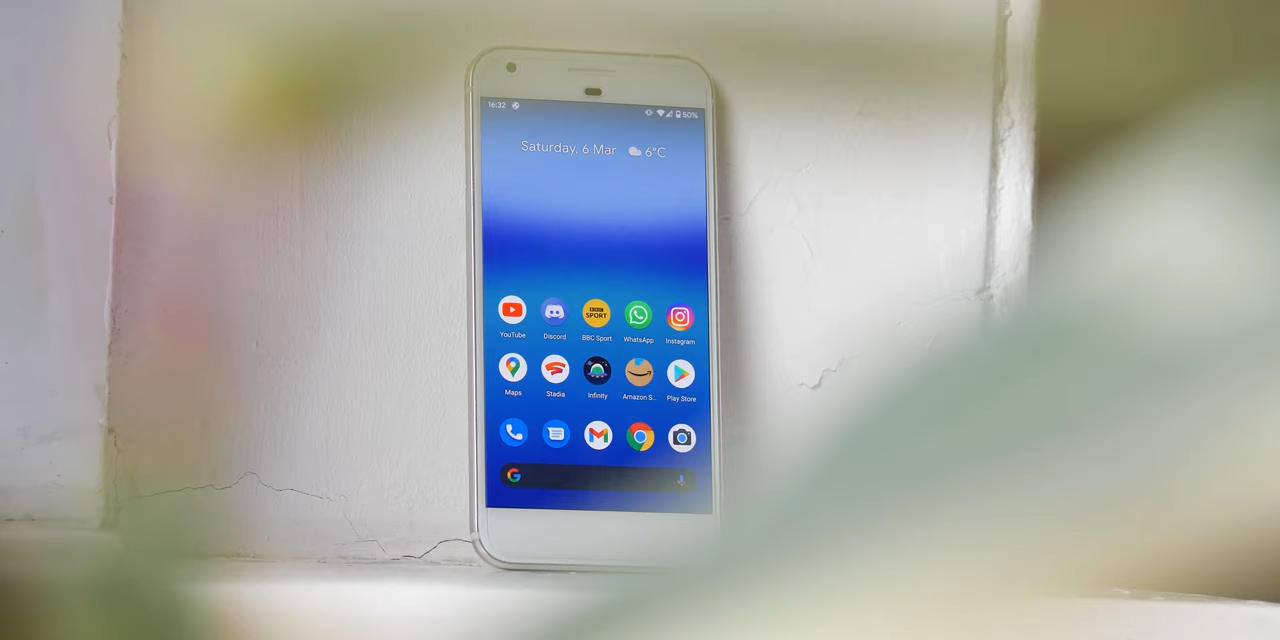 16:32 50%
Saturday, 6 Mar 6°C
BBC
SPORT
YouTube Discord BBC Sport WhatsApp Instagram
Maps Stadia Infinity Amazon S.. Play Store
G